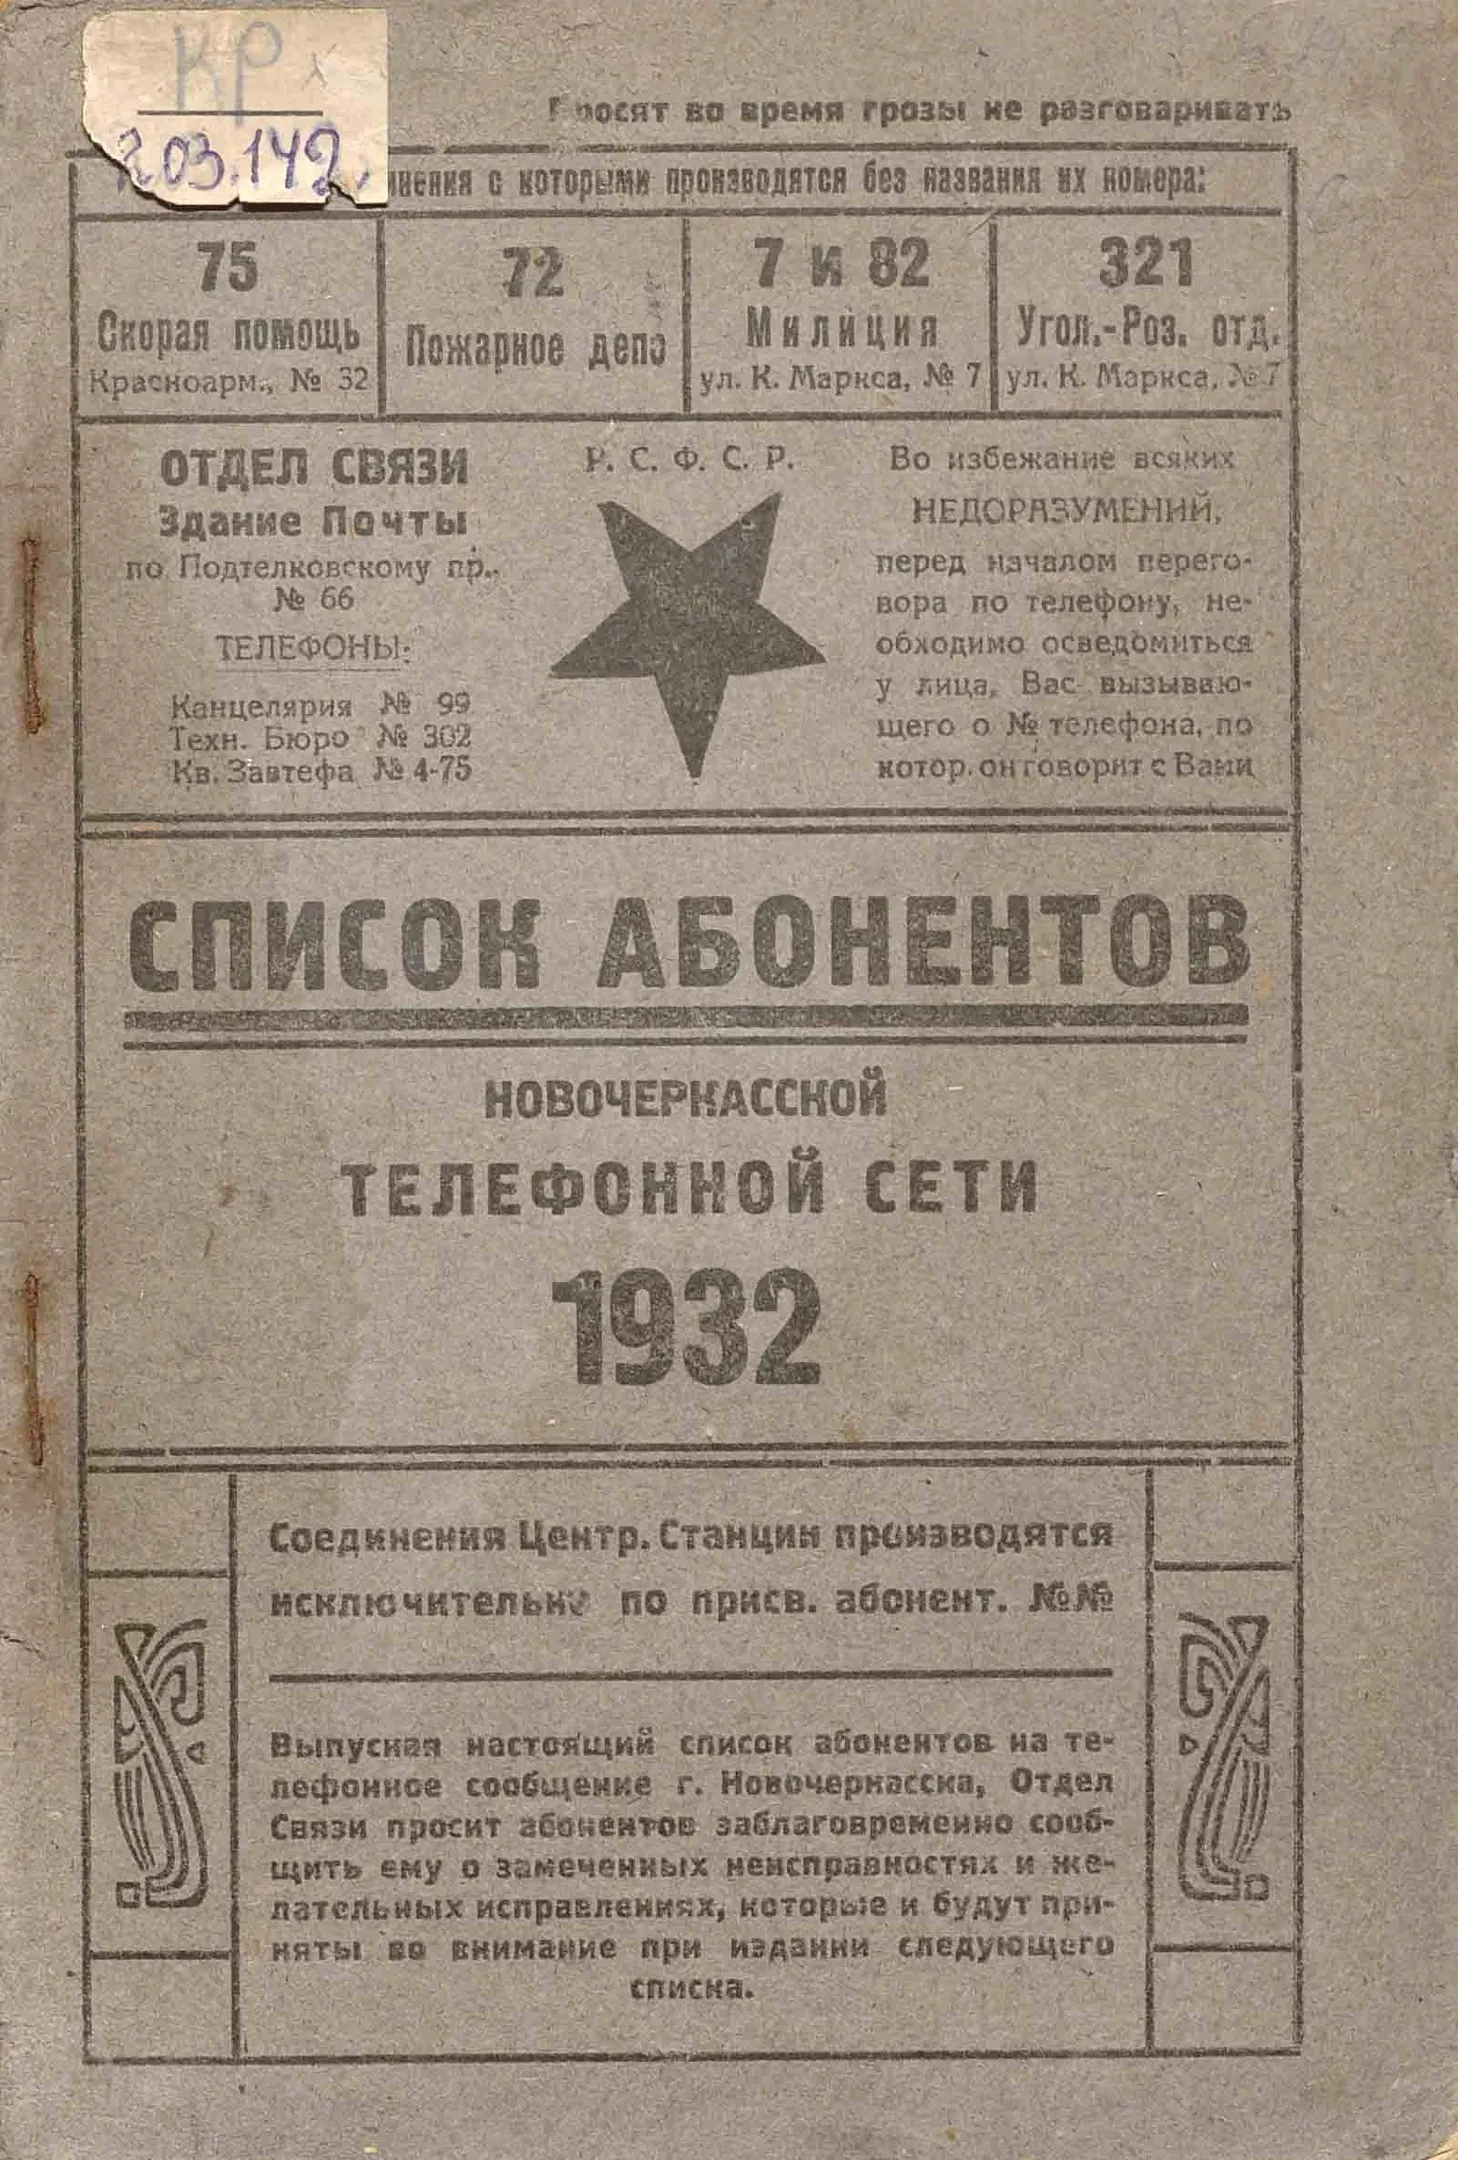 КР
203.142
Просят во время грозы не разговаривать
с которыми производятся без названия их номера:
75
Скорая помощь
Красноарм., № 32
72
Пожарное депо
7 и 82
Милиция
ул. К. Маркса, № 7
321
Угол.-Роз. отд.
ул. К. Маркса, № 7
ОТДЕЛ СВЯЗИ
Здание Почты
по Подтелковскому пр.
№ 66
ТЕЛЕФОНЫ:
Канцелярия № 99
Техн. Бюро № 302
Кв. Завтефа № 4-75
Р. С. Ф. С. Р.
Во избежание всяких
НЕДОРАЗУМЕНИЙ,
перед началом перего-
вора по телефону, не-
обходимо осведомиться
у лица, Вас вызываю-
щего о № телефона, по
котор. он говорит с Вами
СПИСОК АБОНЕНТОВ
НОВОЧЕРКАССКОЙ
ТЕЛЕФОННОЙ СЕТИ
1932
Соединения Центр. Станции производятся
исключительно по присв. абонент. №№
Выпуская настоящий список абонентов на те-
лефонное сообщение г. Новочеркасска, Отдел
Связи просит абонентов заблаговременно сооб-
щить ему о замеченных неисправностях и же-
лательных исправлениях, которые и будут при-
няты во внимание при издании следующего
списка.